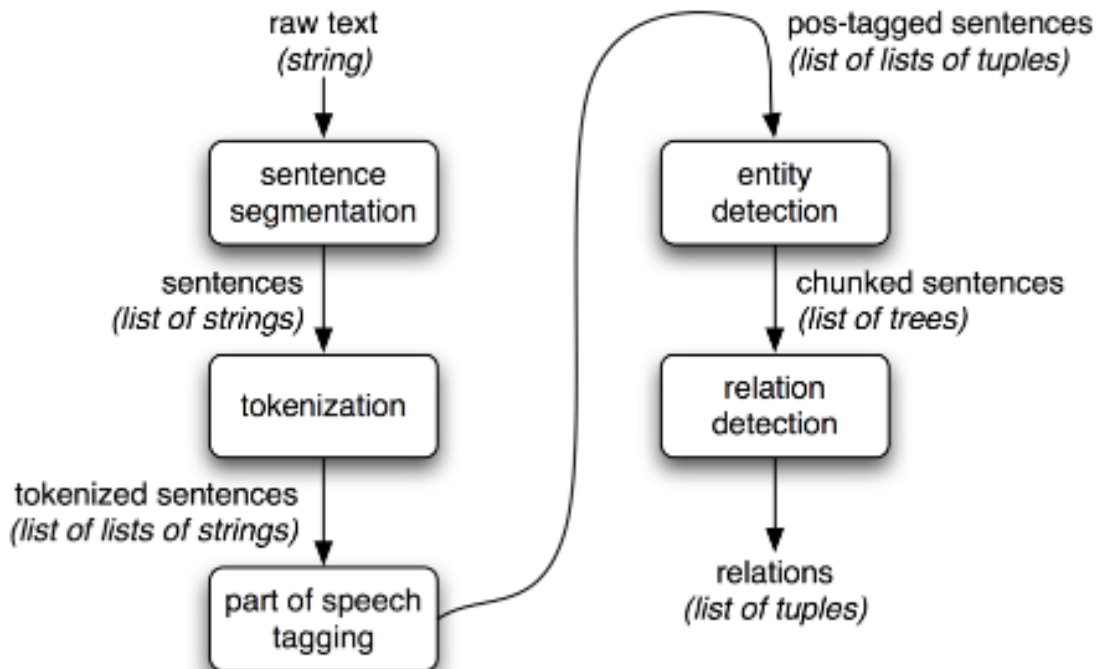 raw text
(string)
sentence
segmentation
sentences
(list of strings)
tokenization
tokenized sentences
(list of lists of strings)
part of speech
tagging
pos-tagged sentences
(list of lists of tuples)
entity
detection
chunked sentences
(list of trees)
relation
detection
relations
(list of tuples)